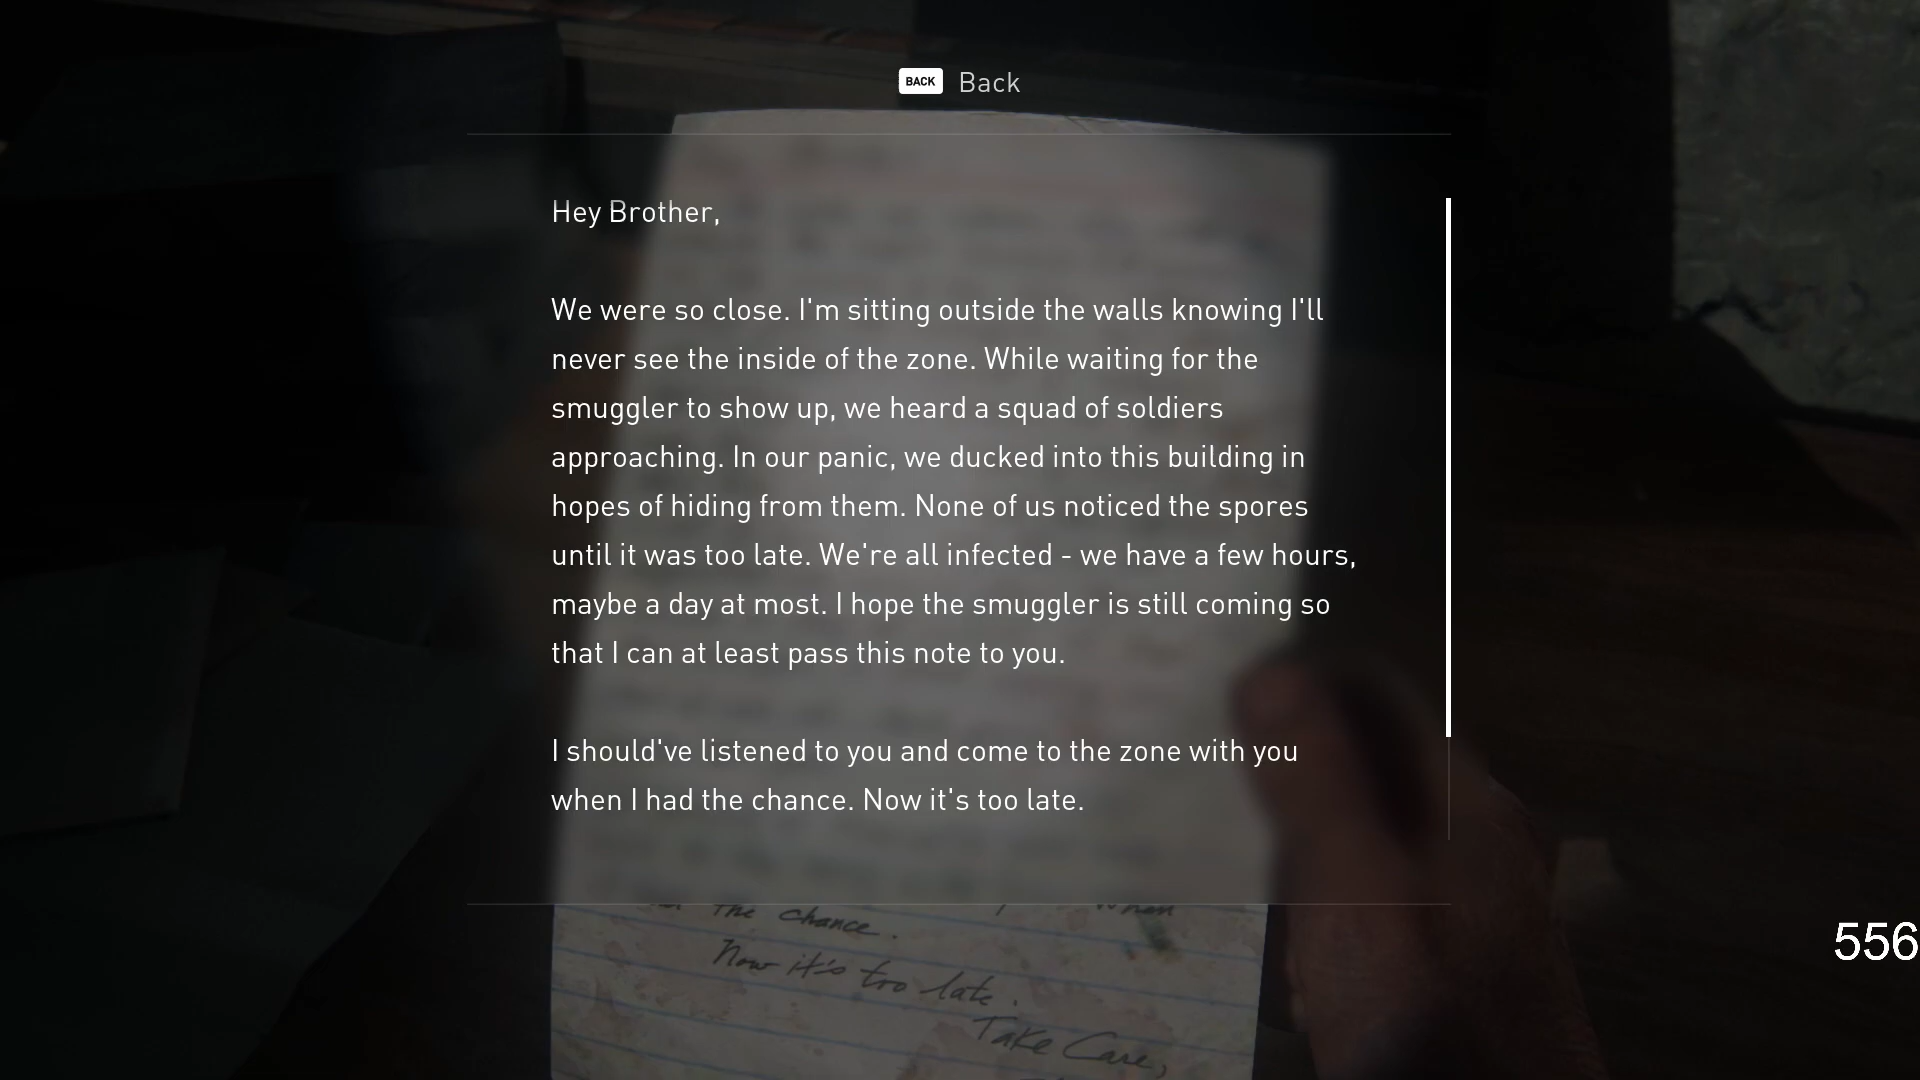 BACK Back
Hey Brother,
We were so close. I'm sitting outside the walls knowing I'll
never see the inside of the zone. While waiting for the
smuggler to show up, we heard a squad of soldiers
approaching. In our panic, we ducked into this building in
hopes of hiding from them. None of us noticed the spores
until it was too late. We're all infected - we have a few hours,
maybe a day at most. I hope the smuggler is still coming so
that I can at least pass this note to you.
I should've listened to you and come to the zone with you
when I had the chance. Now it's too late.
the chance. when
Now it's too late.
Take Care,
556